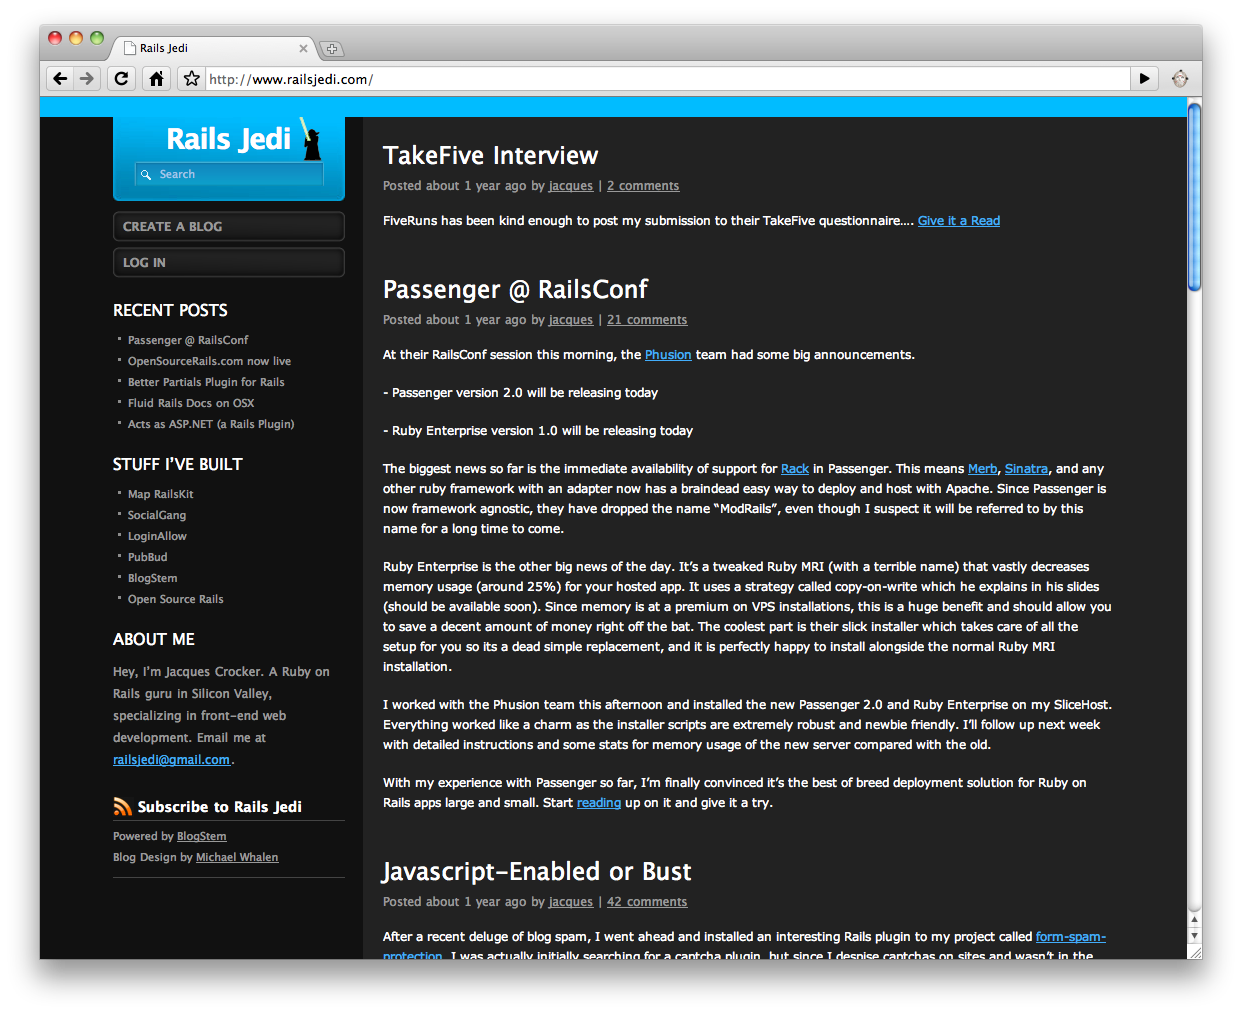 Rails Jedi
http://www.railsjedi.com/
Rails Jedi
Search
CREATE A BLOG
LOG IN
RECENT POSTS
Passenger @ RailsConf
OpenSourceRails.com now live
Better Partials Plugin for Rails
Fluid Rails Docs on OSX
Acts as ASP.NET (a Rails Plugin)
STUFF I'VE BUILT
Map RailsKit
SocialGang
LoginAllow
PubBud
BlogStem
Open Source Rails
ABOUT ME
Hey, I'm Jacques Crocker. A Ruby on
Rails guru in Silicon Valley,
specializing in front-end web
development. Email me at
railsjedi@gmail.com.
Subscribe to Rails Jedi
Powered by BlogStem
Blog Design by Michael Whalen
TakeFive Interview
Posted about 1 year ago by jacques | 2 comments
FiveRuns has been kind enough to post my submission to their TakeFive questionnaire.... Give it a Read
Passenger @ RailsConf
Posted about 1 year ago by jacques | 21 comments
At their RailsConf session this morning, the Phusion team had some big announcements.
- Passenger version 2.0 will be releasing today
- Ruby Enterprise version 1.0 will be releasing today
The biggest news so far is the immediate availability of support for Rack in Passenger. This means Merb, Sinatra, and any
other ruby framework with an adapter now has a braindead easy way to deploy and host with Apache. Since Passenger is
now framework agnostic, they have dropped the name “ModRails”, even though I suspect it will be referred to by this
name for a long time to come.
Ruby Enterprise is the other big news of the day. It's a tweaked Ruby MRI (with a terrible name) that vastly decreases
memory usage (around 25%) for your hosted app. It uses a strategy called copy-on-write which he explains in his slides
(should be available soon). Since memory is at a premium on VPS installations, this is a huge benefit and should allow you
to save a decent amount of money right off the bat. The coolest part is their slick installer which takes care of all the
setup for you so its a dead simple replacement, and it is perfectly happy to install alongside the normal Ruby MRI
installation.
I worked with the Phusion team this afternoon and installed the new Passenger 2.0 and Ruby Enterprise on my SliceHost.
Everything worked like a charm as the installer scripts are extremely robust and newbie friendly. I'll follow up next week
with detailed instructions and some stats for memory usage of the new server compared with the old.
With my experience with Passenger so far, I'm finally convinced it's the best of breed deployment solution for Ruby on
Rails apps large and small. Start reading up on it and give it a try.
Javascript-Enabled or Bust
Posted about 1 year ago by jacques | 42 comments
After a recent deluge of blog spam, I went ahead and installed an interesting Rails plugin to my project called form-spam-
protection. I was actually initially searching for a captcha plugin, but since I despise captchas on sites and wasn't in the